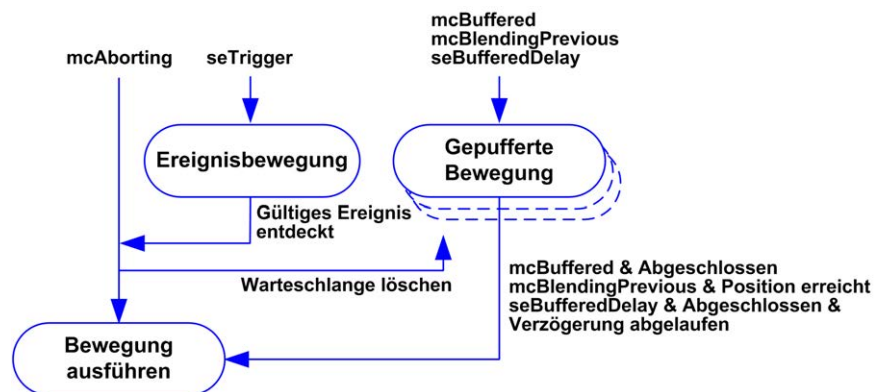 mcBuffered
mcBlendingPrevious
seBufferedDelay
mcAborting
seTrigger
Ereignisbewegung
Gepufferte
Bewegung
Gültiges Ereignis
entdeckt
Warteschlange löschen
mcBuffered & Abgeschlossen
mcBlendingPrevious & Position erreicht
seBufferedDelay & Abgeschlossen &
Verzögerung abgelaufen
Bewegung
ausführen